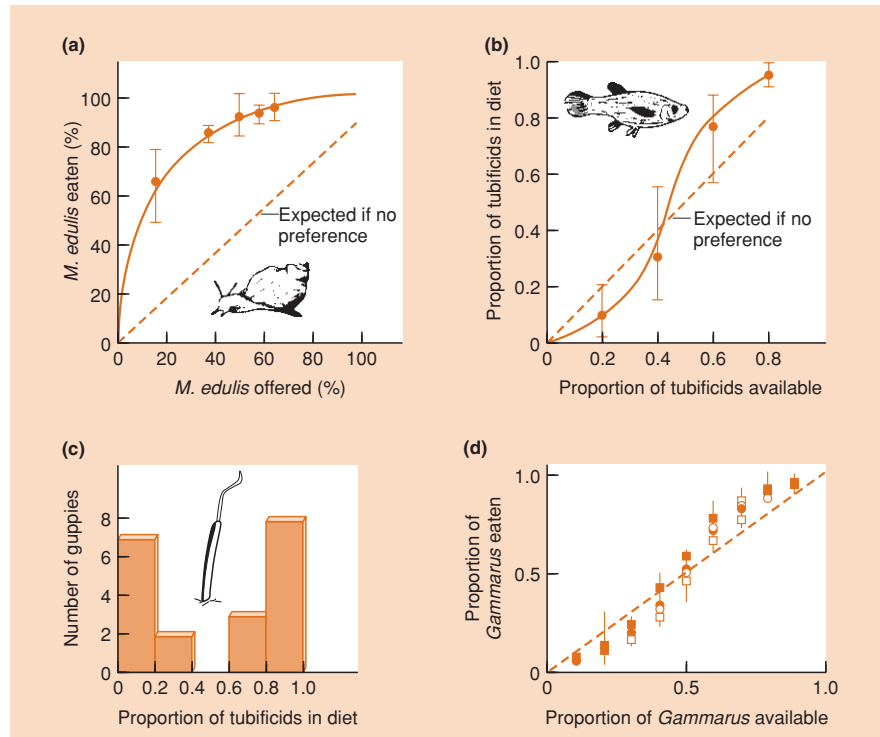 (a)
M. edulis eaten (%)
100
80
60
40
20
0
0 20 40 60 80 100
M. edulis offered (%)
Expected if no
preference
(b)
Proportion of tubificids in diet
1.0
0.8
0.6
0.4
0.2
0
0 0.2 0.4 0.6 0.8 1.0
Proportion of tubificids available
Expected if no
preference
(c)
Number of guppies
8
6
4
2
0
0 0.2 0.4 0.6 0.8 1.0
Proportion of tubificids in diet
(d)
Proportion of
Gammarus eaten
1.0
0.5
0
0 0.5 1.0
Proportion of Gammarus available